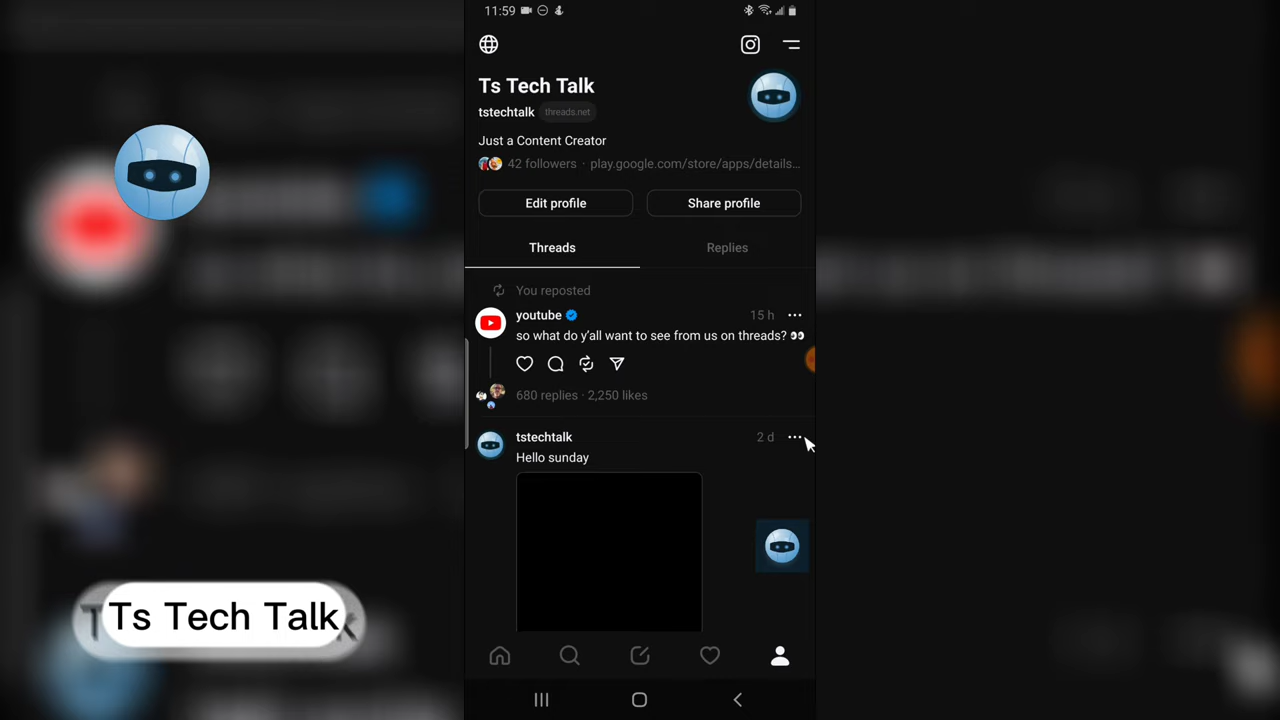 11:59
Ts Tech Talk
tstechtalk threads.net
Just a Content Creator
42 followers · play.google.com/store/apps/details...
Edit profile
Share profile
Threads
Replies
You reposted
youtube 15 h
so what do y'all want to see from us on threads? 👀
680 replies · 2,250 likes
tstechtalk 2 d
Hello sunday
Ts Tech Talk